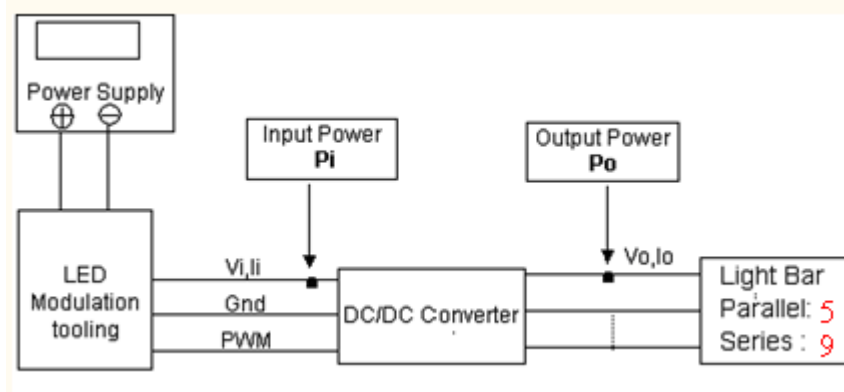 Power Supply
Input Power
Pi
Output Power
Po
LED
Modulation
tooling
Vi,Ii
Gnd
PWM
DC/DC Converter
Vo,Io
Light Bar
Parallel: 5
Series : 9